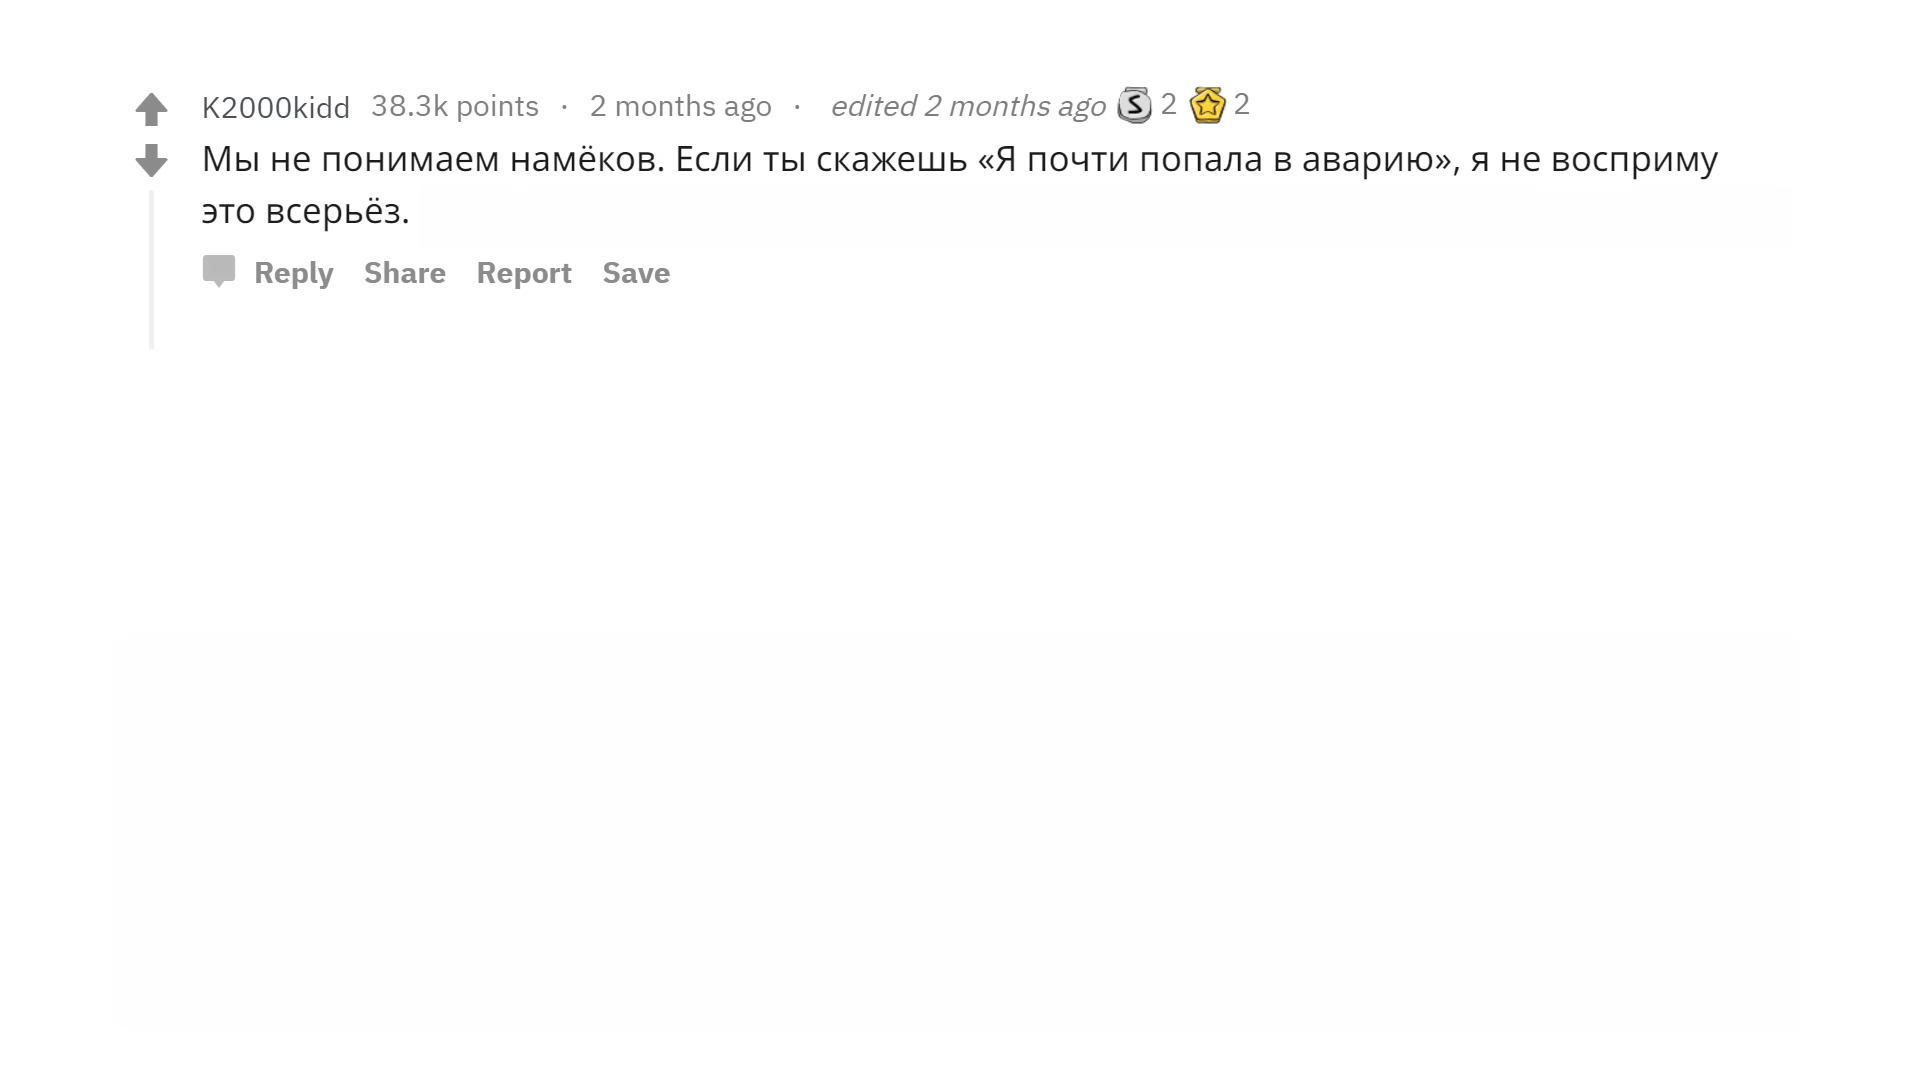 K2000kidd 38.3k points · 2 months ago · edited 2 months ago S 2 2
Мы не понимаем намёков. Если ты скажешь «Я почти попала в аварию», я не восприму
это всерьёз.
Reply Share Report Save